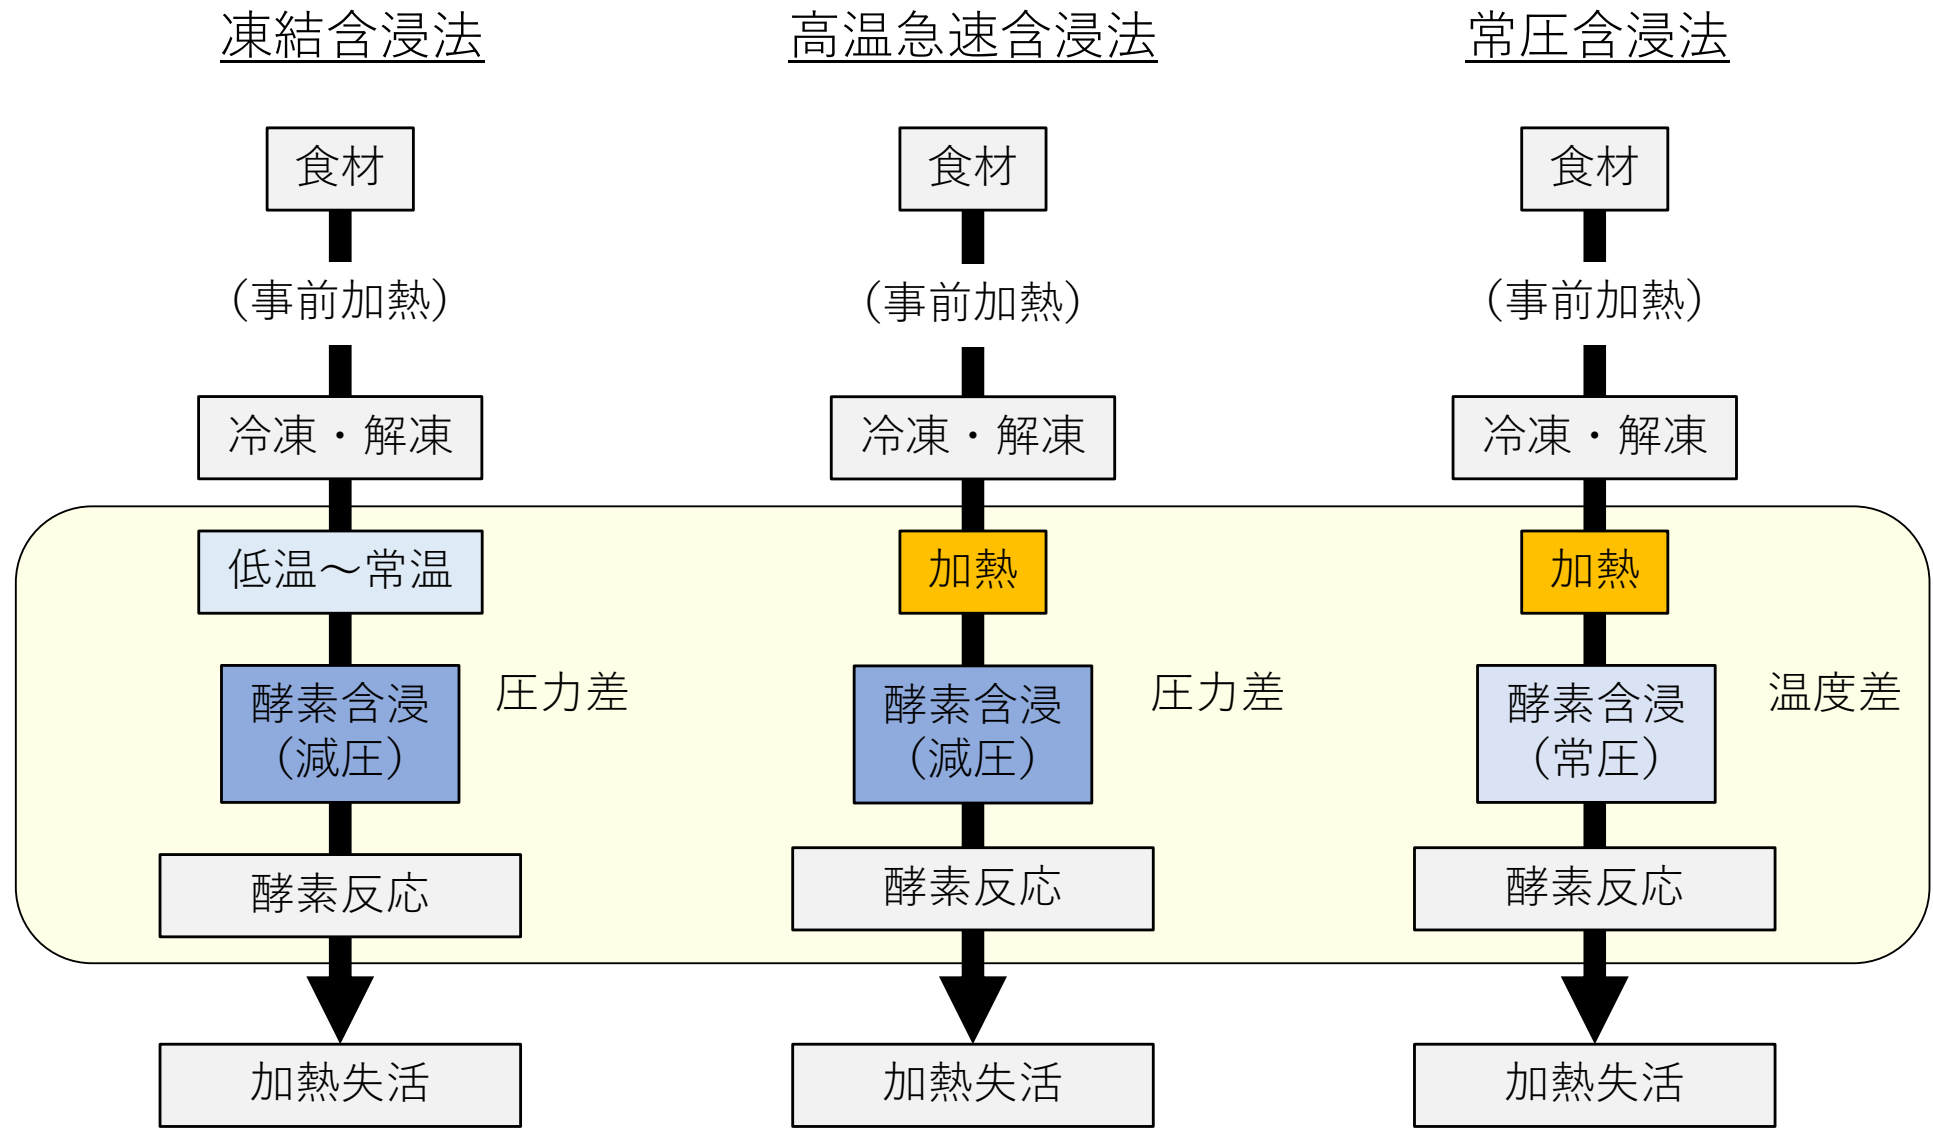 凍結含浸法
食材
（事前加熱）
冷凍・解凍
低温～常温
酵素含浸
（減圧）
圧力差
酵素反応
加熱失活
高温急速含浸法
食材
（事前加熱）
冷凍・解凍
加熱
酵素含浸
（減圧）
圧力差
酵素反応
加熱失活
常圧含浸法
食材
（事前加熱）
冷凍・解凍
加熱
酵素含浸
（常圧）
温度差
酵素反応
加熱失活